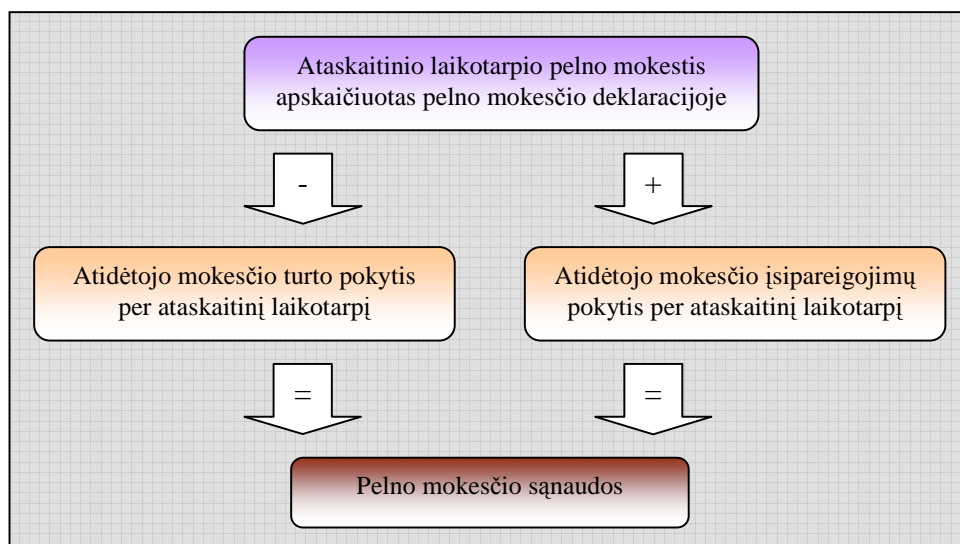 Ataskaitinio laikotarpio pelno mokestis
apskaičiuotas pelno mokesčio deklaracijoje
-
+
Atidėtojo mokesčio turto pokytis
per ataskaitinį laikotarpį
Atidėtojo mokesčio įsipareigojimų
pokytis per ataskaitinį laikotarpį
=
=
Pelno mokesčio sąnaudos